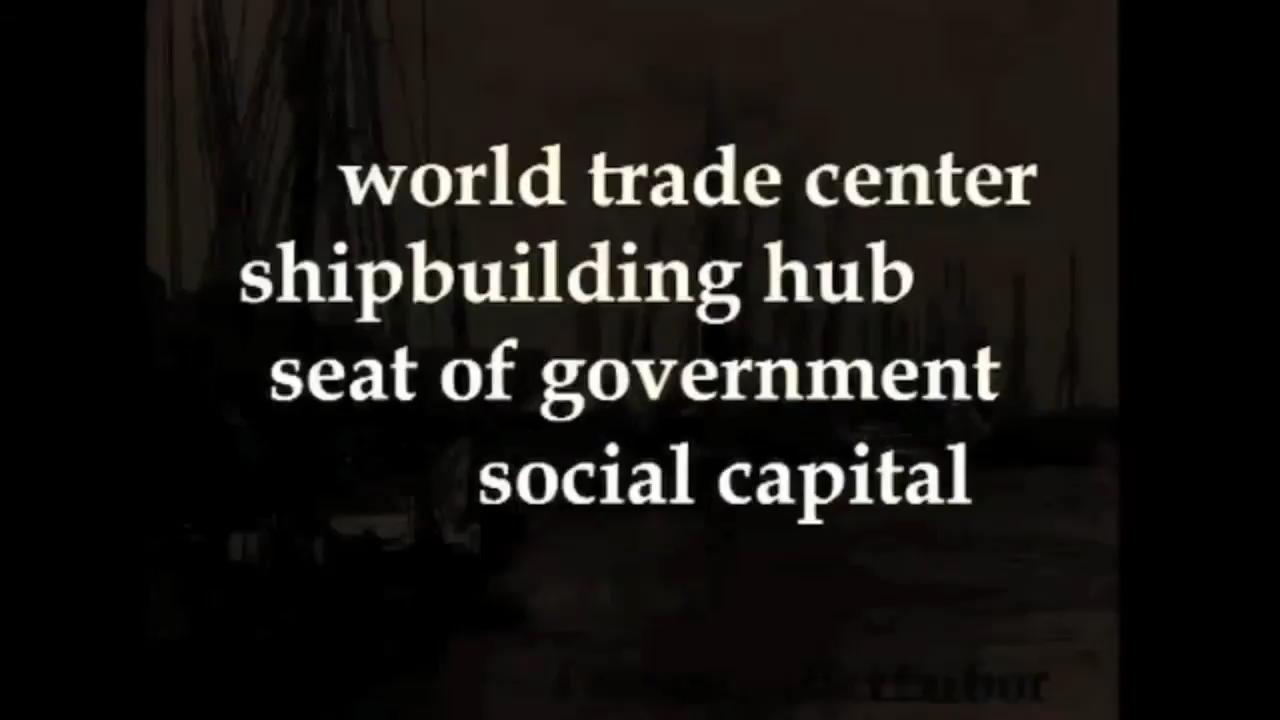 world trade center
shipbuilding hub
seat of government
social capital